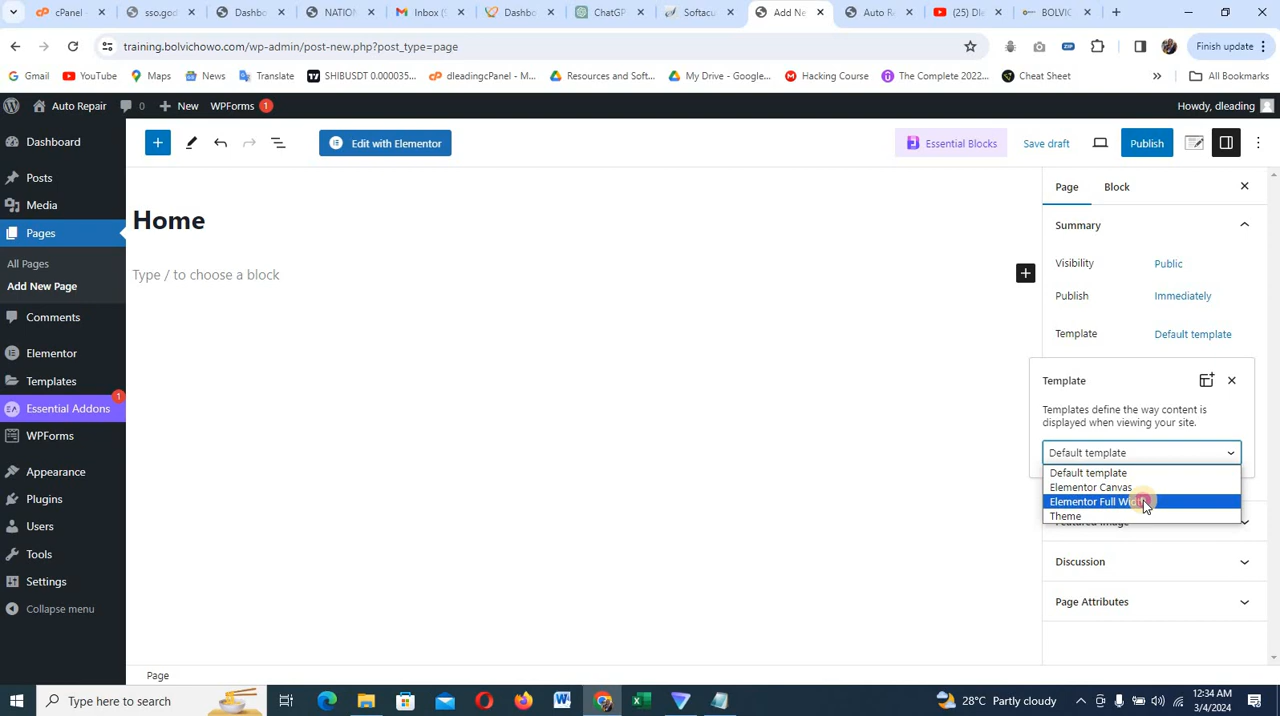 cPanel -
sso.god
Dashbo
NATION
Inbox (
Dashbo
ChatGP
Softacu
Add Ne
Auto R
(25) Dle
BOLVIC
training.bolvichowo.com/wp-admin/post-new.php?post_type=page
Finish update
Gmail
YouTube
Maps
News
Translate
SHIBUSDT 0.000035...
dleadingcPanel - M...
Resources and Soft...
My Drive - Google...
Hacking Course
The Complete 2022...
Cheat Sheet
»
All Bookmarks
Auto Repair
0
New
WPForms 1
Howdy, dleading
Dashboard
Posts
Media
Pages
All Pages
Add New Page
Comments
Elementor
Templates
Essential Addons 1
WPForms
Appearance
Plugins
Users
Tools
Settings
Collapse menu
Edit with Elementor
Essential Blocks
Save draft
Publish
Home
Type / to choose a block
Page
Block
Summary
Visibility
Public
Publish
Immediately
Template
Default template
Template
Templates define the way content is
displayed when viewing your site.
Default template
Default template
Elementor Canvas
Elementor Full Width
Theme
Discussion
Page Attributes
Page
Type here to search
28°C Partly cloudy
12:34 AM
3/4/2024